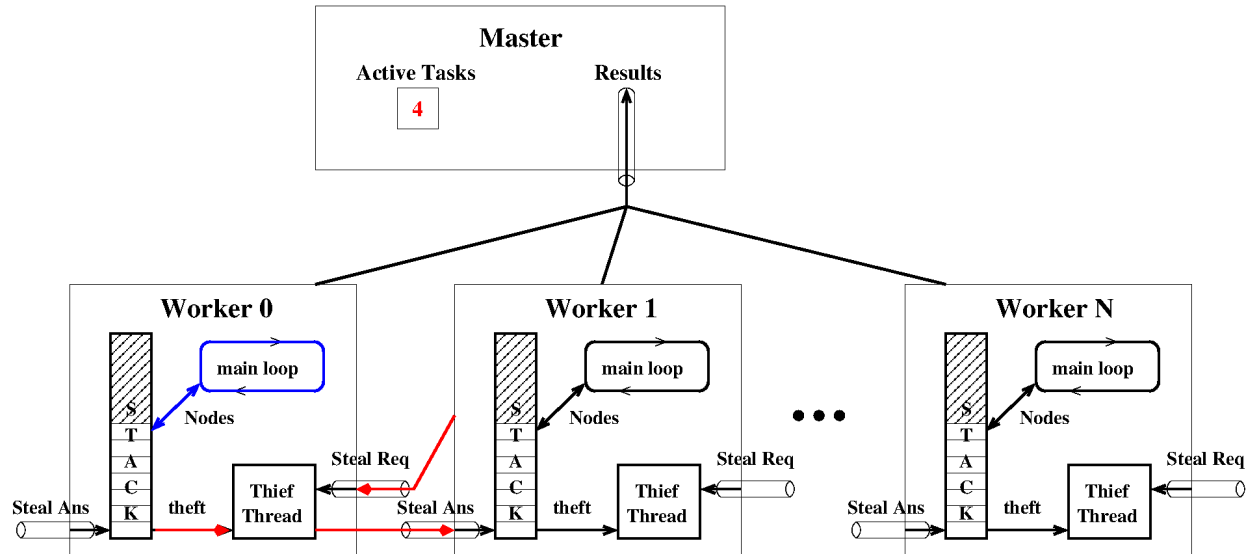 Master
Active Tasks
Results
4
Worker 0
main loop
Nodes
S
T
A
C
K
Steal Req
Steal Ans
theft
Thief
Thread
Worker 1
main loop
Nodes
S
T
A
C
K
Steal Req
Steal Ans
theft
Thief
Thread
Worker N
main loop
Nodes
S
T
A
C
K
Steal Req
Steal Ans
theft
Thief
Thread